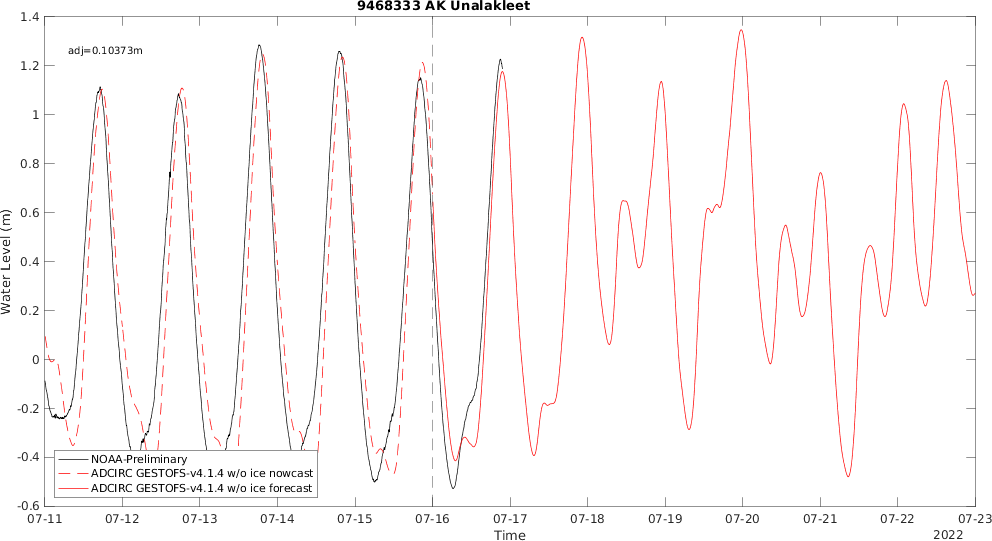 9468333 AK Unalakleet
adj=0.10373m
Water Level (m)
1.4
1.2
1
0.8
0.6
0.4
0.2
0
-0.2
-0.4
-0.6
NOAA-Preliminary
ADCIRC GESTOFS-v4.1.4 w/o ice nowcast
ADCIRC GESTOFS-v4.1.4 w/o ice forecast
07-11 07-12 07-13 07-14 07-15 07-16 07-17 07-18 07-19 07-20 07-21 07-22 07-23
Time
2022